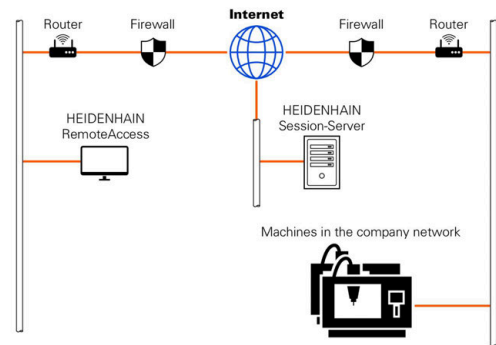 Internet
Router
Firewall
Firewall
Router
HEIDENHAIN
RemoteAccess
HEIDENHAIN
Session-Server
Machines in the company network